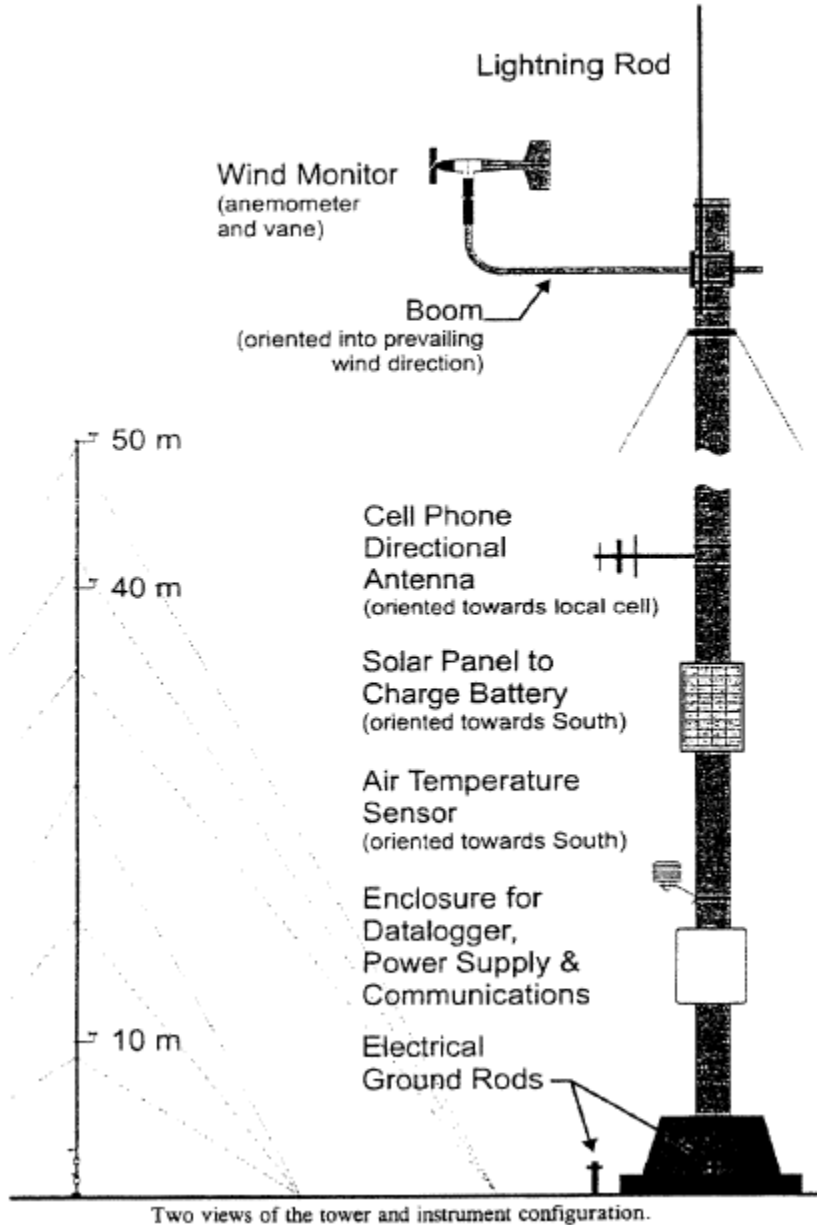 Lightning Rod
Wind Monitor
(anemometer
and vane)
Boom
(oriented into prevailing
wind direction)
50 m
Cell Phone
Directional
Antenna
(oriented towards local cell)
40 m
Solar Panel to
Charge Battery
(oriented towards South)
Air Temperature
Sensor
(oriented towards South)
Enclosure for
Datalogger,
Power Supply &
Communications
10 m
Electrical
Ground Rods
Two views of the tower and instrument configuration.